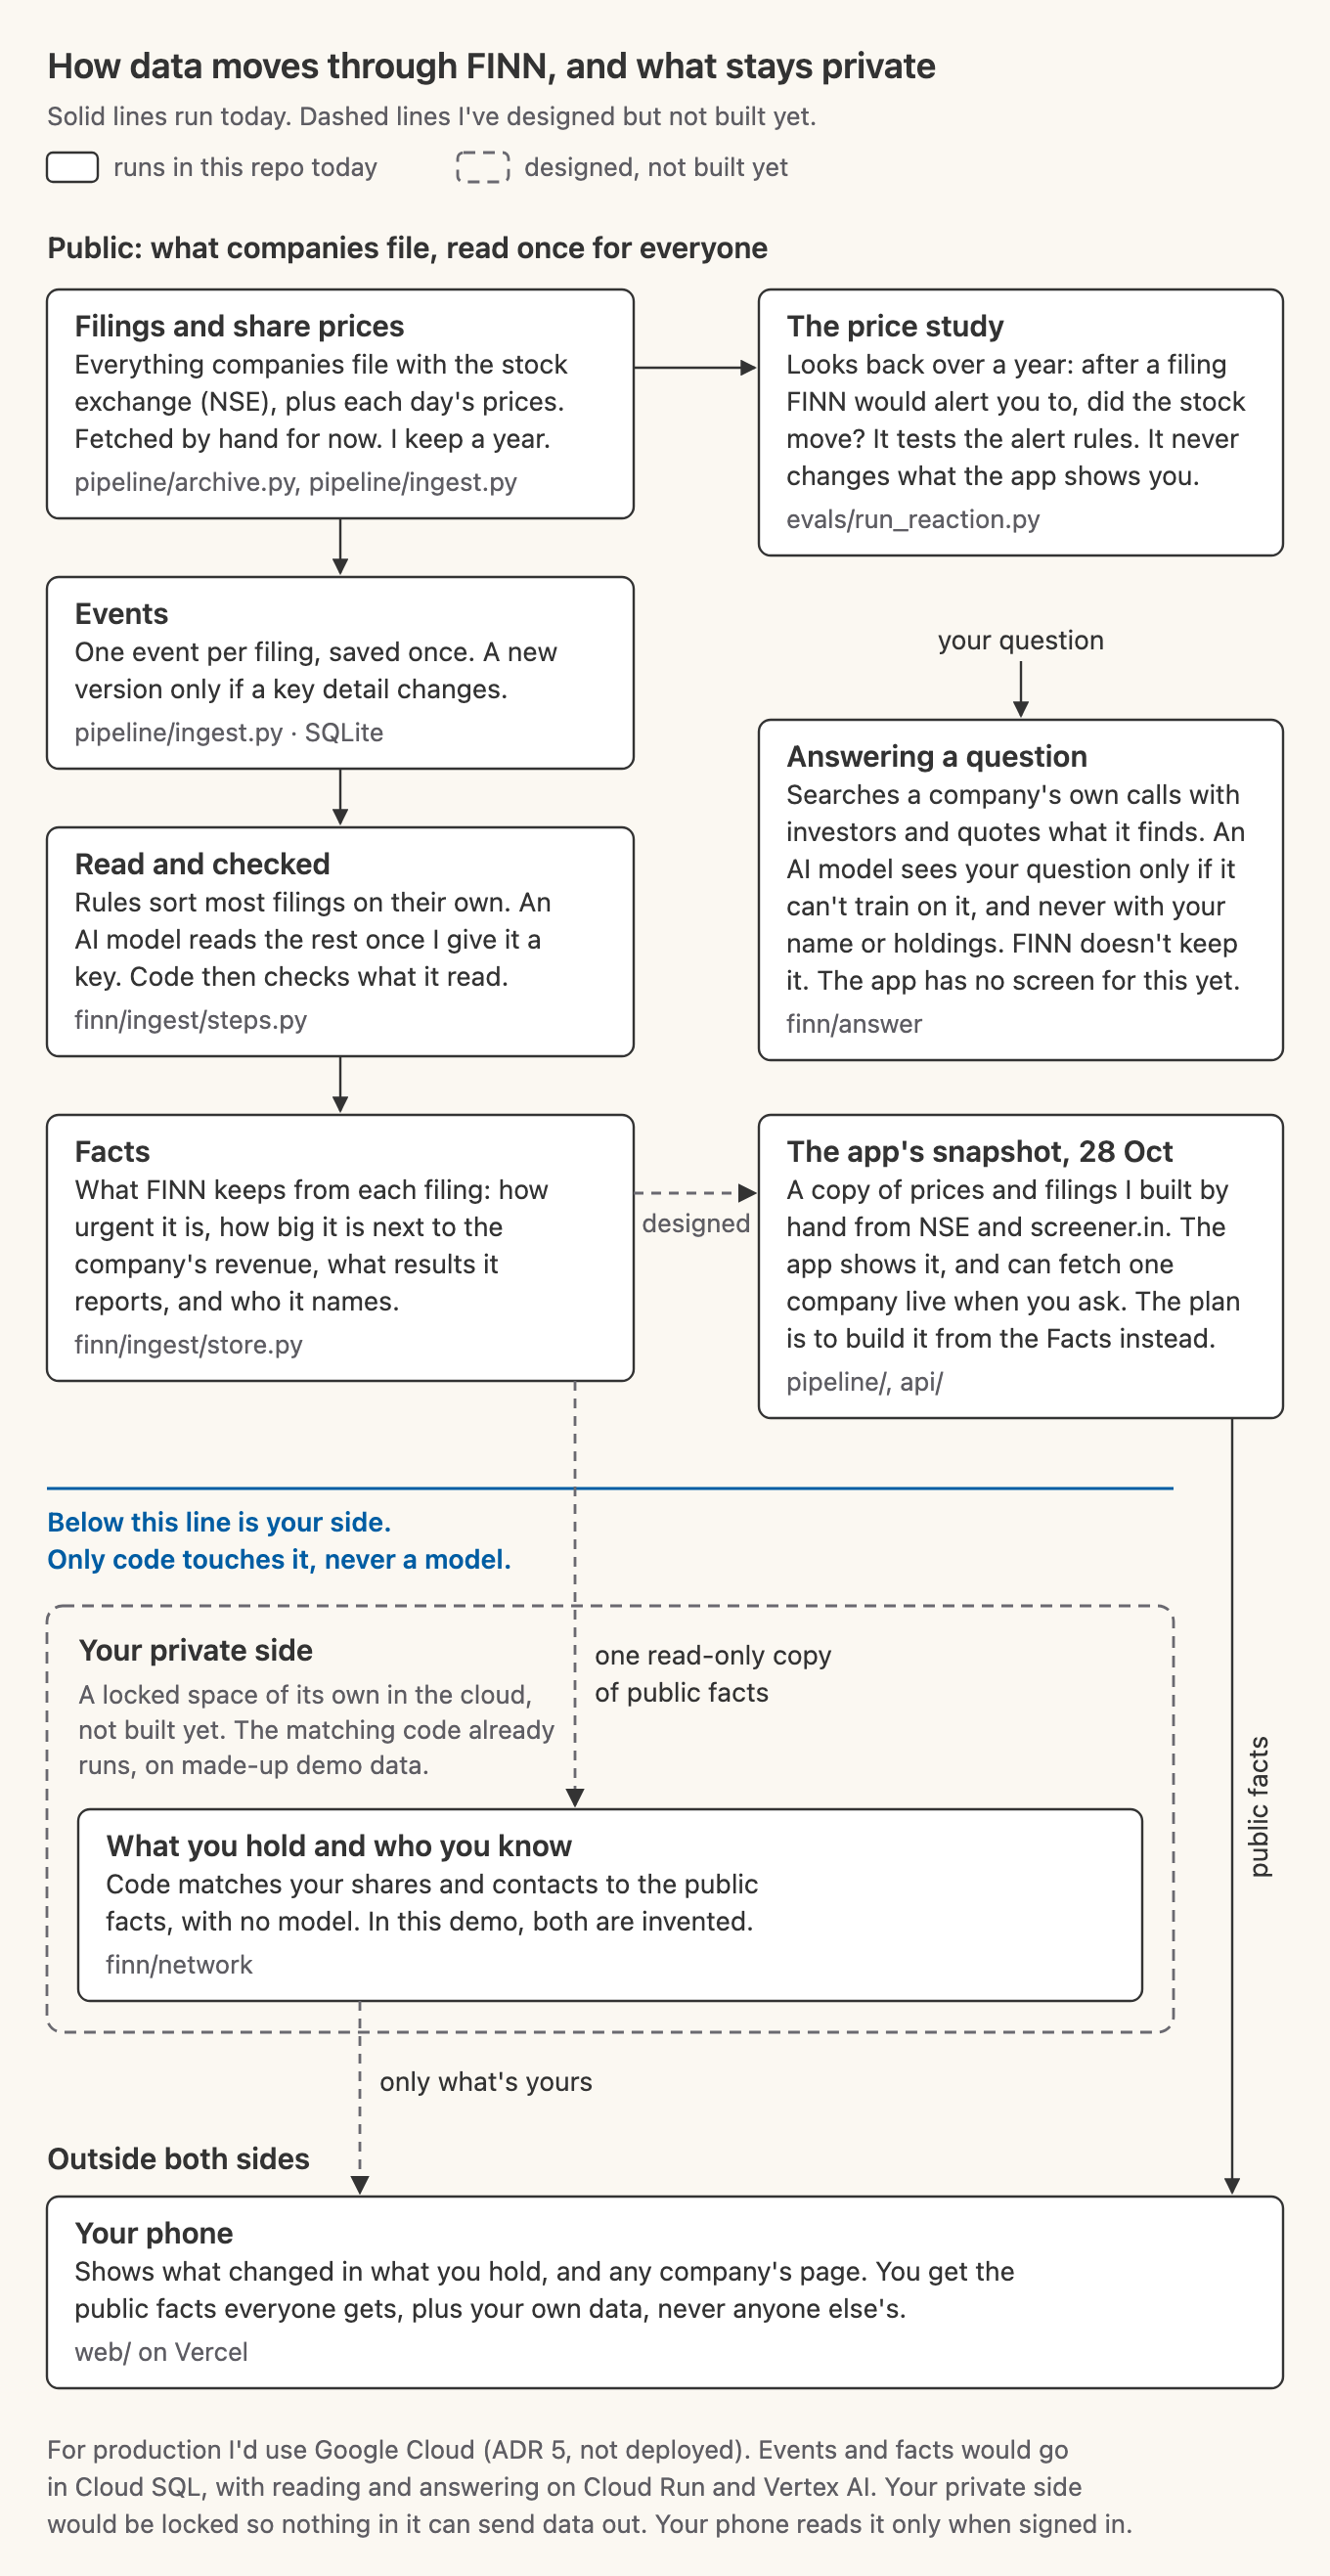 How data moves through FINN, and what stays private
Solid lines run today. Dashed lines I've designed but not built yet.
runs in this repo today
designed, not built yet
Public: what companies file, read once for everyone
Filings and share prices
Everything companies file with the stock
exchange (NSE), plus each day's prices.
Fetched by hand for now. I keep a year.
pipeline/archive.py, pipeline/ingest.py
The price study
Looks back over a year: after a filing
FINN would alert you to, did the stock
move? It tests the alert rules. It never
changes what the app shows you.
evals/run_reaction.py
Events
One event per filing, saved once. A new
version only if a key detail changes.
pipeline/ingest.py · SQLite
your question
Answering a question
Searches a company's own calls with
investors and quotes what it finds. An
AI model sees your question only if it
can't train on it, and never with your
name or holdings. FINN doesn't keep
it. The app has no screen for this yet.
finn/answer
Read and checked
Rules sort most filings on their own. An
AI model reads the rest once I give it a
key. Code then checks what it read.
finn/ingest/steps.py
Facts
What FINN keeps from each filing: how
urgent it is, how big it is next to the
company's revenue, what results it
reports, and who it names.
finn/ingest/store.py
designed
The app's snapshot, 28 Oct
A copy of prices and filings I built by
hand from NSE and screener.in. The
app shows it, and can fetch one
company live when you ask. The plan
is to build it from the Facts instead.
pipeline/, api/
Below this line is your side.
Only code touches it, never a model.
Your private side
A locked space of its own in the cloud,
not built yet. The matching code already
runs, on made-up demo data.
one read-only copy
of public facts
public facts
What you hold and who you know
Code matches your shares and contacts to the public
facts, with no model. In this demo, both are invented.
finn/network
only what's yours
Outside both sides
Your phone
Shows what changed in what you hold, and any company's page. You get the
public facts everyone gets, plus your own data, never anyone else's.
web/ on Vercel
For production I'd use Google Cloud (ADR 5, not deployed). Events and facts would go
in Cloud SQL, with reading and answering on Cloud Run and Vertex AI. Your private side
would be locked so nothing in it can send data out. Your phone reads it only when signed in.